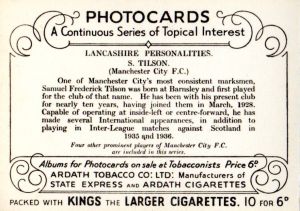 PHOTOCARDS
A Continuous Series of Topical Interest
LANCASHIRE PERSONALITIES.
S. TILSON.
(Manchester City F.C.)
One of Manchester City's most consistent marksmen,
Samuel Frederick Tilson was born at Barnsley and first played
for the club of that name. He has been with his present club
for nearly ten years, having joined them in March, 1928.
Capable of operating at inside-left or centre-forward, he has
made several International appearances, in addition to
playing in Inter-League matches against Scotland in
1935 and 1936.
Four other prominent players of Manchester City F.C.
are included in this series.
Albums for Photocards on sale at Tobacconists Price 6ᴰ
ARDATH TOBACCO CO: LTD: Manufacturers of
STATE EXPRESS AND ARDATH CIGARETTES
PACKED WITH KINGS THE LARGER CIGARETTES. 10 FOR 6ᴰ